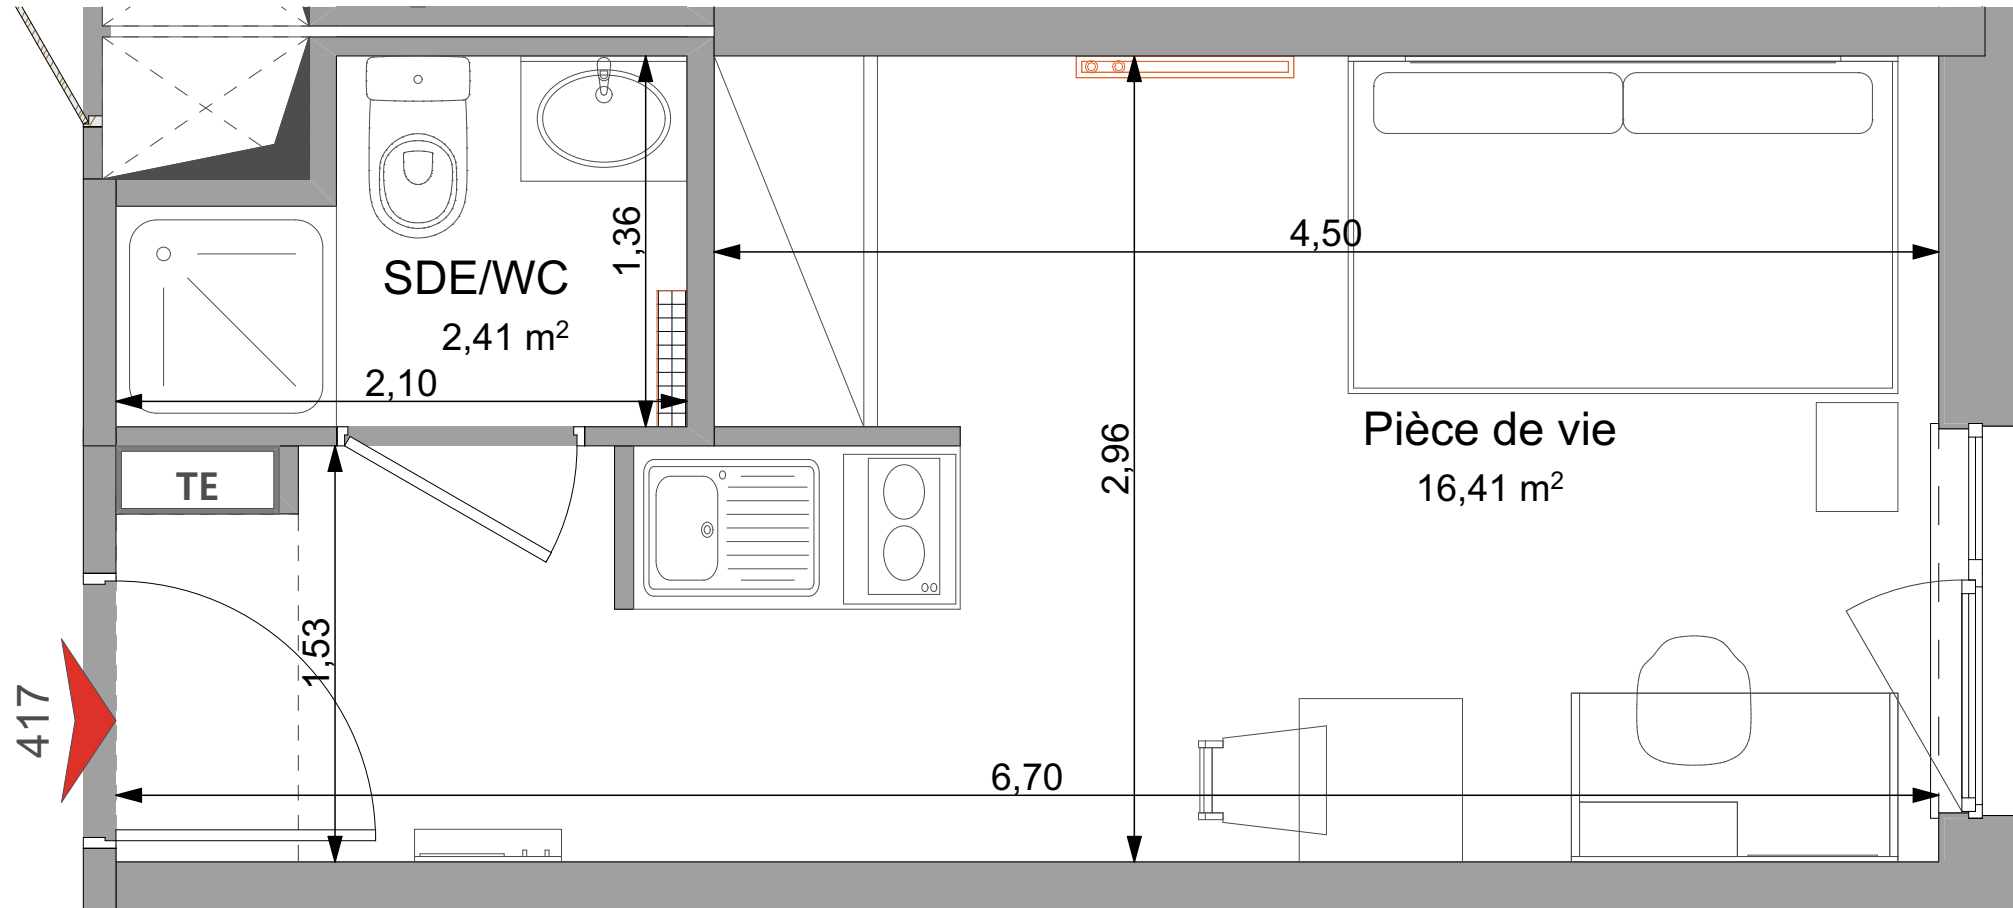 1,36
4,50
SDE/WC
2,41 m²
2,10
2,96
Pièce de vie
16,41 m²
TE
1,53
417
6,70